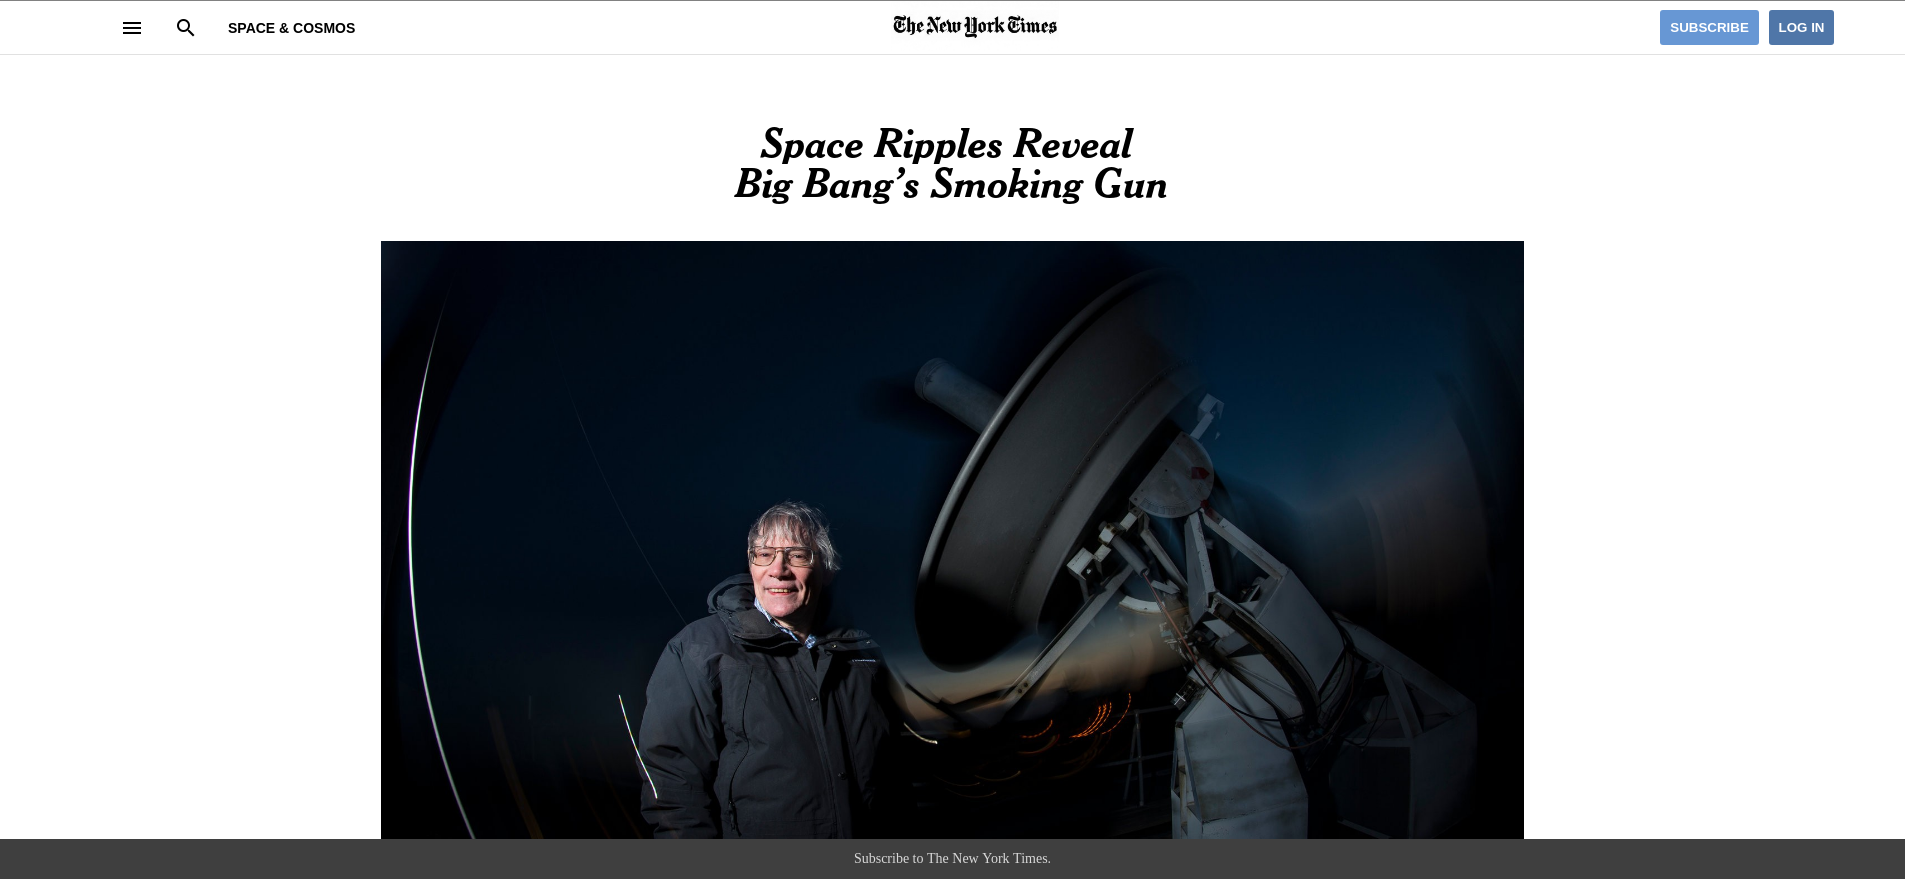 SPACE & COSMOS
The New York Times
SUBSCRIBE
LOG IN
Space Ripples Reveal
Big Bang’s Smoking Gun
Subscribe to The New York Times.